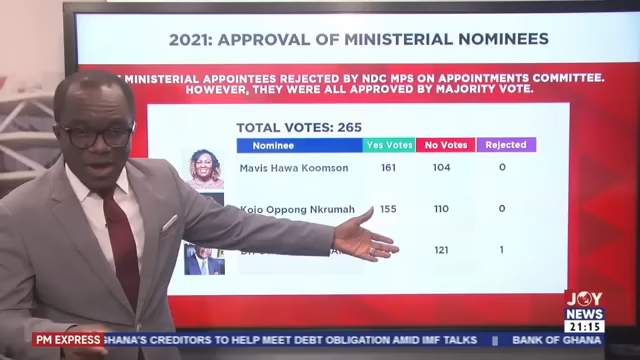 2021: APPROVAL OF MINISTERIAL NOMINEES
MINISTERIAL APPOINTEES REJECTED BY NDC MPS ON APPOINTMENTS COMMITTEE.
HOWEVER, THEY WERE ALL APPROVED BY MAJORITY VOTE.
TOTAL VOTES: 265
Nominee Yes Votes No Votes Rejected
Mavis Hawa Koomson 161 104 0
Kojo Oppong Nkrumah 155 110 0
121 1
JOY
NEWS
21:15
PM EXPRESS GHANA'S CREDITORS TO HELP MEET DEBT OBLIGATION AMID IMF TALKS || BANK OF GHANA